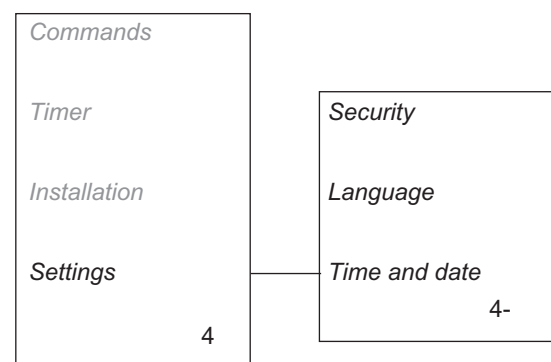 Commands
Timer
Installation
Settings
4
Security
Language
Time and date
4-